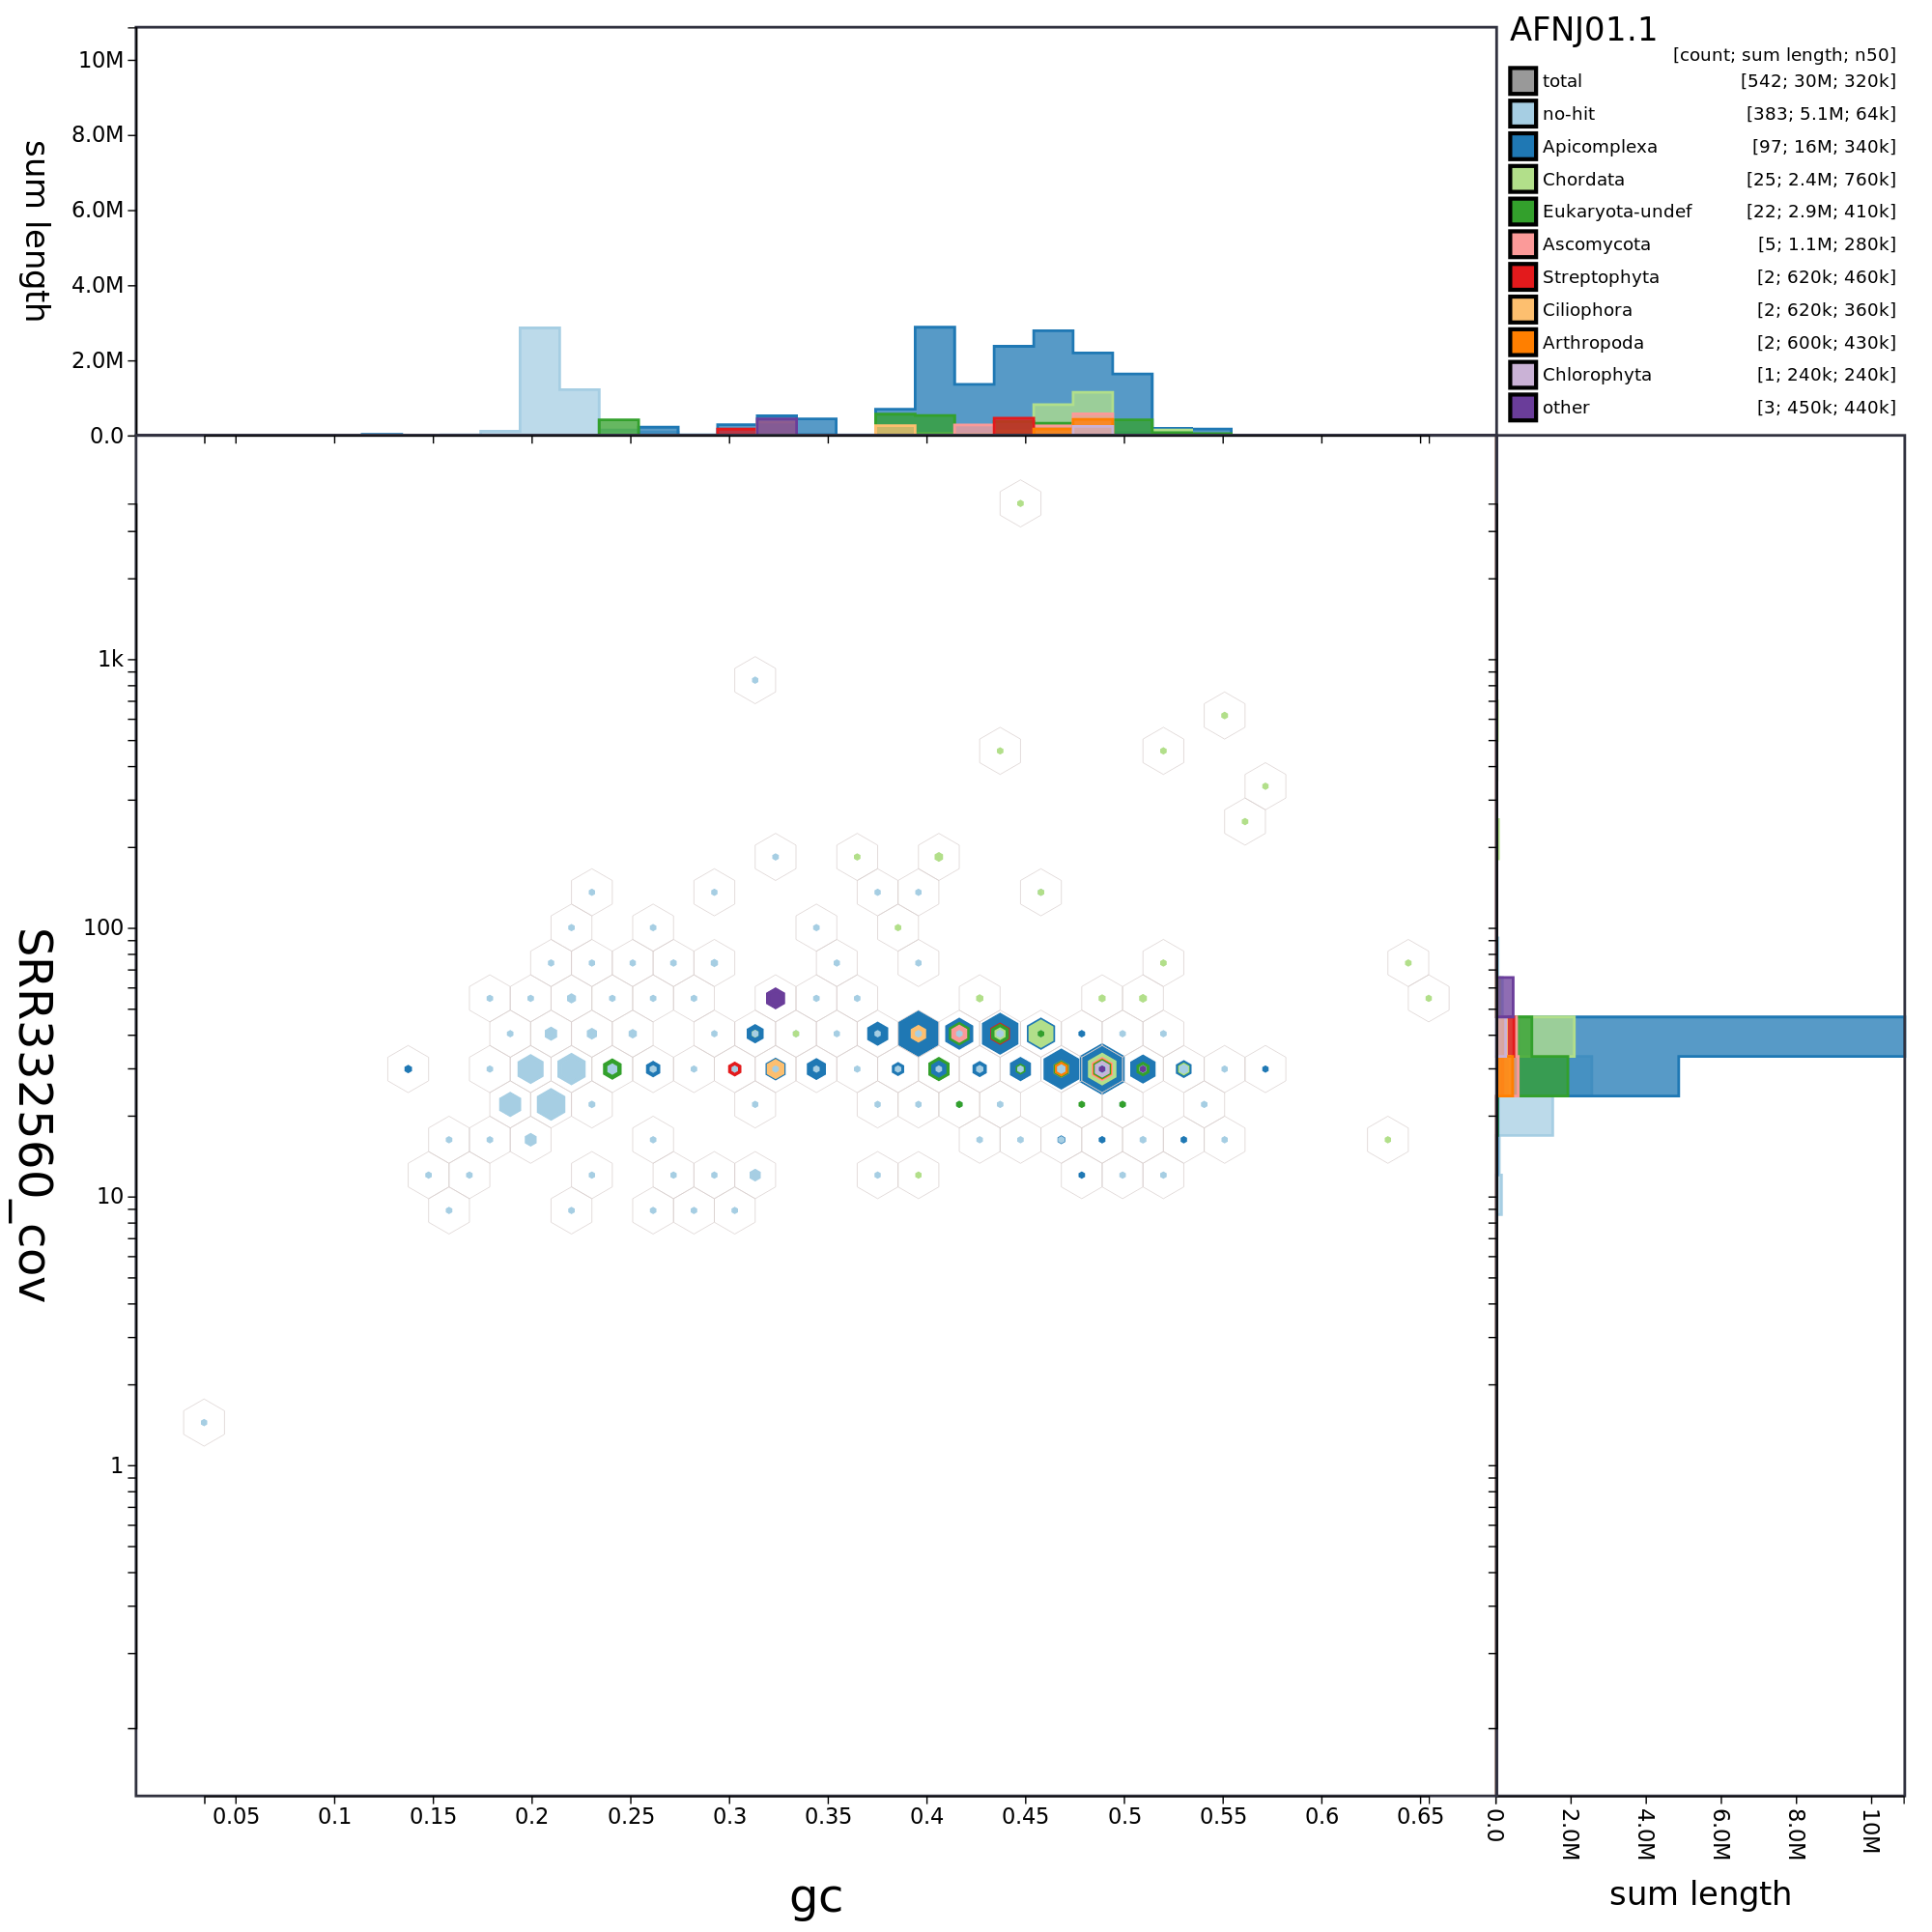 AFNJ01.1
[count; sum length; n50]
total [542; 30M; 320k]
no-hit [383; 5.1M; 64k]
Apicomplexa [97; 16M; 340k]
Chordata [25; 2.4M; 760k]
Eukaryota-undef [22; 2.9M; 410k]
Ascomycota [5; 1.1M; 280k]
Streptophyta [2; 620k; 460k]
Ciliophora [2; 620k; 360k]
Arthropoda [2; 600k; 430k]
Chlorophyta [1; 240k; 240k]
other [3; 450k; 440k]
sum length
10M
8.0M
6.0M
4.0M
2.0M
0.0
SRR332560_cov
1k
100
10
1
0.05 0.1 0.15 0.2 0.25 0.3 0.35 0.4 0.45 0.5 0.55 0.6 0.65
gc
0.0 2.0M 4.0M 6.0M 8.0M 10M
sum length